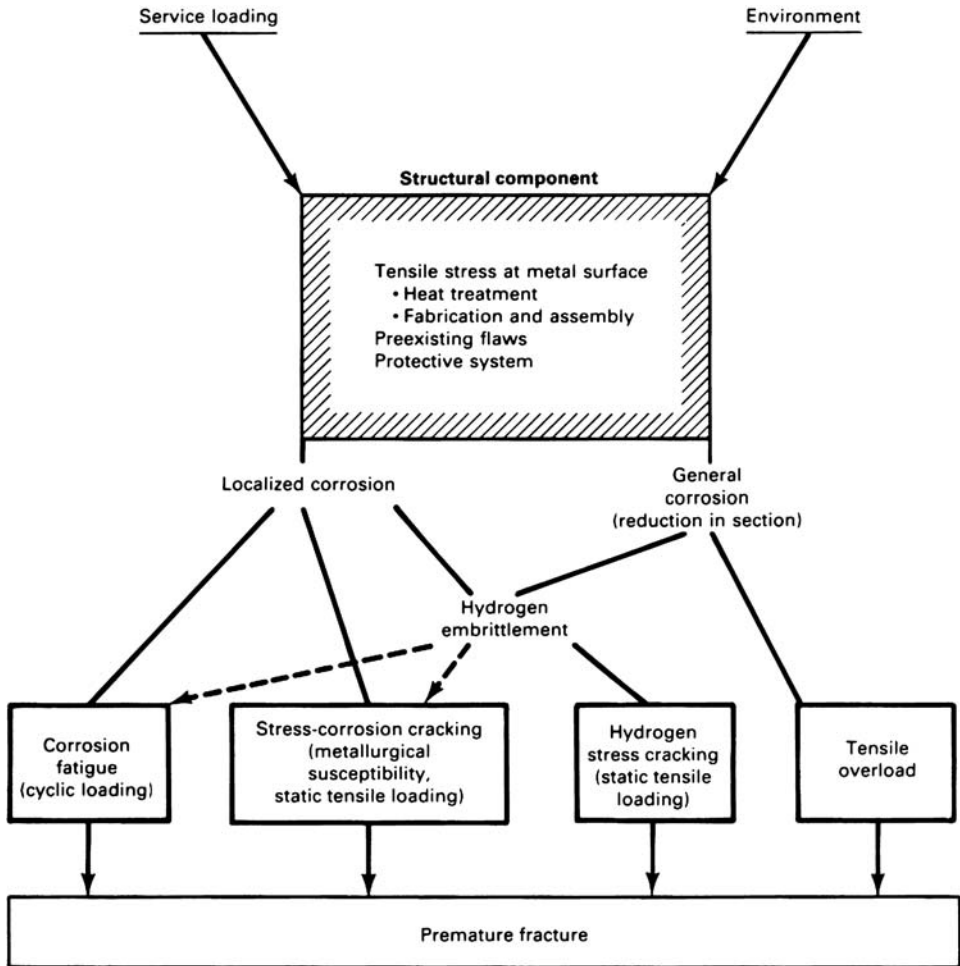 Service loading
Environment
Structural component
Tensile stress at metal surface
• Heat treatment
• Fabrication and assembly
Preexisting flaws
Protective system
Localized corrosion
General
corrosion
(reduction in section)
Hydrogen
embrittlement
Corrosion
fatigue
(cyclic loading)
Stress-corrosion cracking
(metallurgical
susceptibility,
static tensile loading)
Hydrogen
stress cracking
(static tensile
loading)
Tensile
overload
Premature fracture